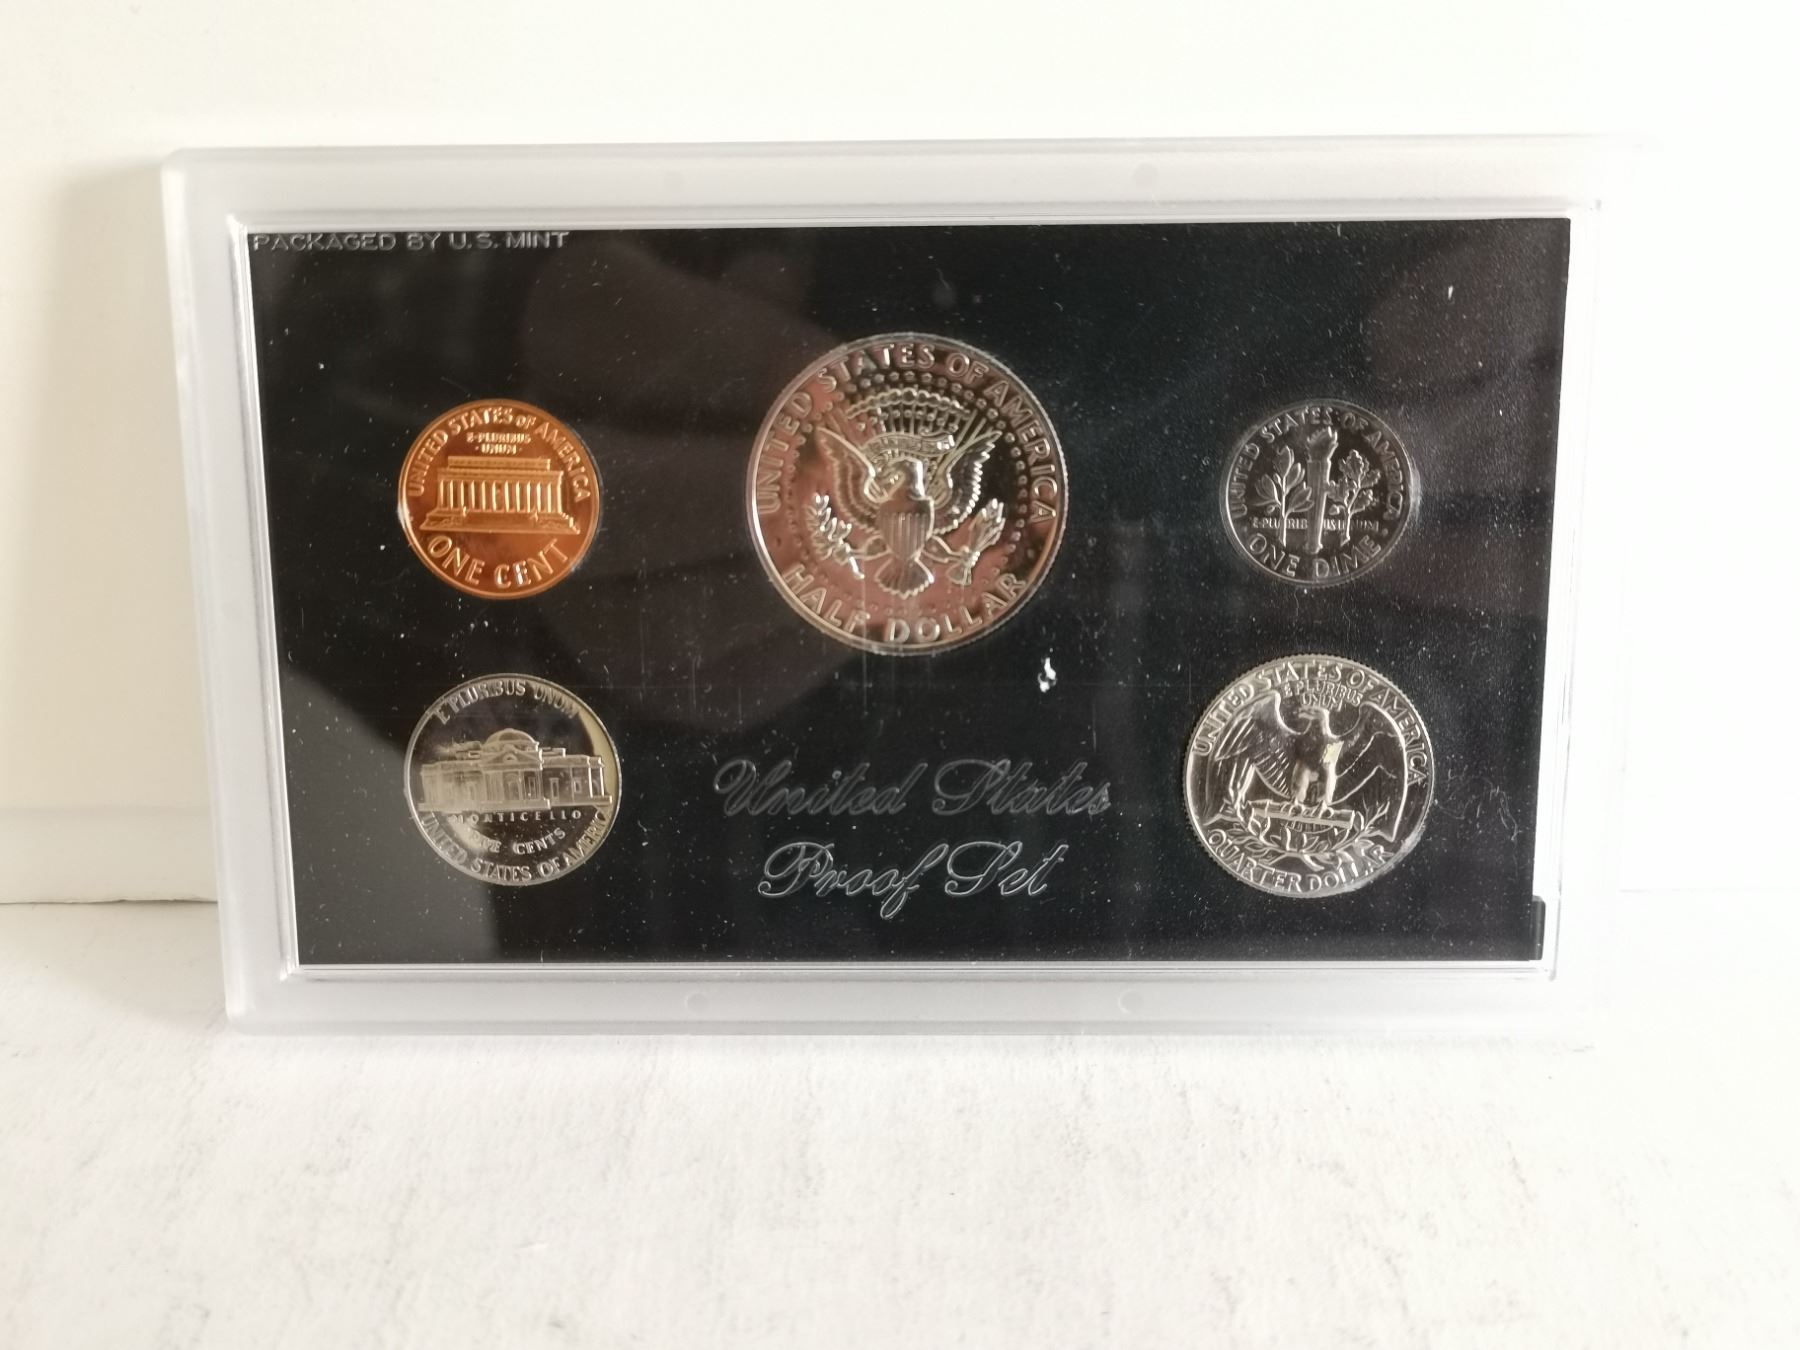 PACKAGED BY U.S. MINT
UNITED STATES OF AMERICA
E·PLURIBUS
·UNUM·
ONE CENT
UNITED STATES OF AMERICA
HALF DOLLAR
UNITED STATES OF AMERICA
E·PLURIBUS UNUM
ONE DIME
E PLURIBUS UNUM
MONTICELLO
FIVE CENTS
UNITED STATES OF AMERICA
United States
Proof Set
UNITED STATES OF AMERICA
E PLURIBUS
UNUM
QUARTER DOLLAR